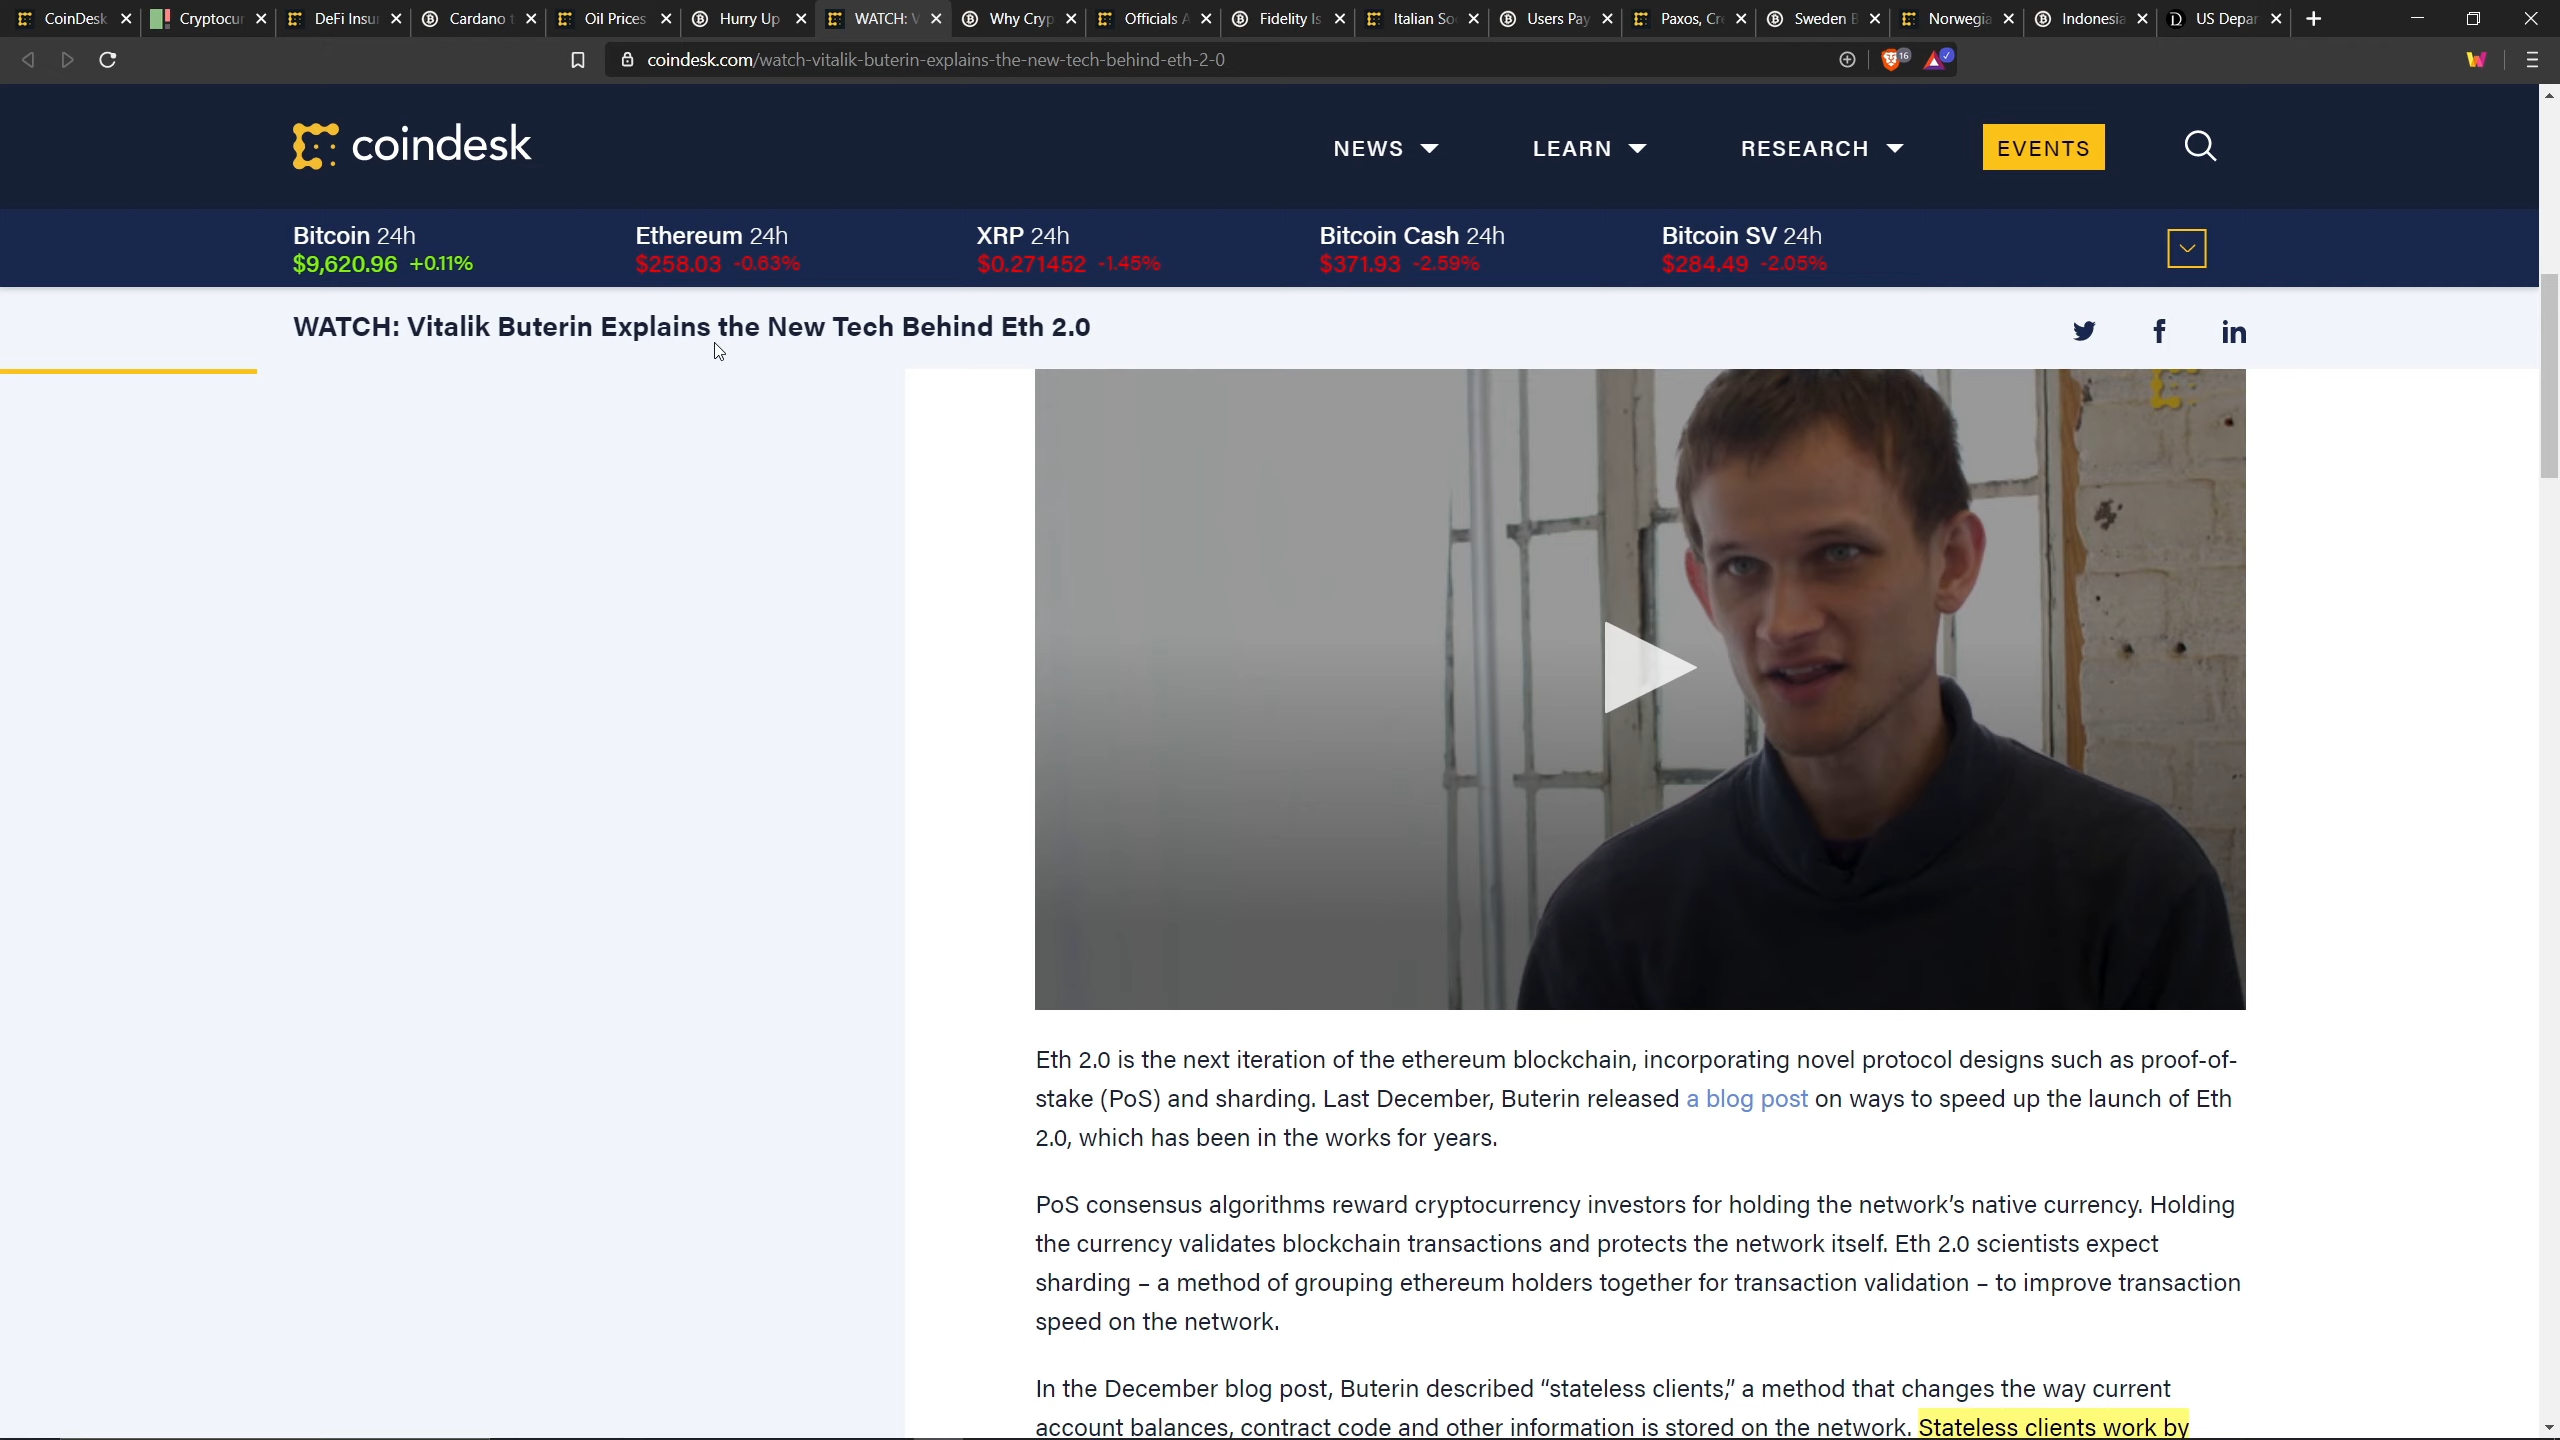 CoinDesk
Cryptocur
DeFi Insur
Cardano t
Oil Prices
Hurry Up
WATCH: V
Why Cryp
Officials A
Fidelity Is
Italian So
Users Pay
Paxos, Cr
Sweden B
Norwegia
Indonesia
US Depar
coindesk.com/watch-vitalik-buterin-explains-the-new-tech-behind-eth-2-0
16
coindesk
NEWS
LEARN
RESEARCH
EVENTS
Bitcoin 24h
$9,620.96 +0.11%
Ethereum 24h
$258.03 -0.63%
XRP 24h
$0.271452 -1.45%
Bitcoin Cash 24h
$371.93 -2.59%
Bitcoin SV 24h
$284.49 -2.05%
WATCH: Vitalik Buterin Explains the New Tech Behind Eth 2.0
Eth 2.0 is the next iteration of the ethereum blockchain, incorporating novel protocol designs such as proof-of-
stake (PoS) and sharding. Last December, Buterin released a blog post on ways to speed up the launch of Eth
2.0, which has been in the works for years.
PoS consensus algorithms reward cryptocurrency investors for holding the network's native currency. Holding
the currency validates blockchain transactions and protects the network itself. Eth 2.0 scientists expect
sharding – a method of grouping ethereum holders together for transaction validation – to improve transaction
speed on the network.
In the December blog post, Buterin described “stateless clients,” a method that changes the way current
account balances, contract code and other information is stored on the network. Stateless clients work by